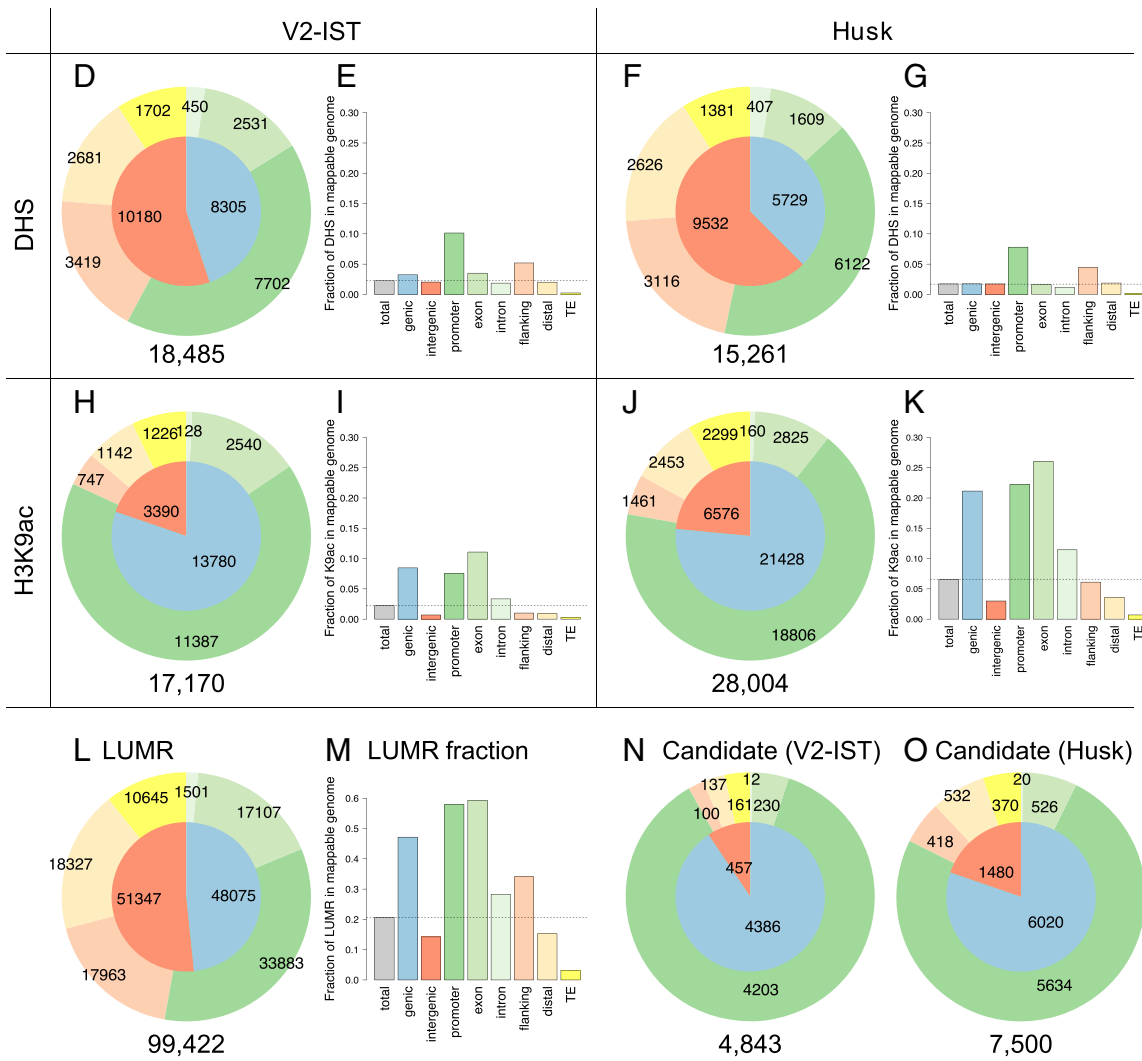 V2-IST
Husk
DHS
D
1702
450
2531
2681
10180
8305
3419
7702
18,485
E
Fraction of DHS in mappable genome
0.30
0.25
0.20
0.15
0.10
0.05
0.00
total
genic
intergenic
promoter
exon
intron
flanking
distal
TE
F
1381
407
1609
2626
5729
9532
3116
6122
15,261
G
Fraction of DHS in mappable genome
0.30
0.25
0.20
0.15
0.10
0.05
0.00
total
genic
intergenic
promoter
exon
intron
flanking
distal
TE
H3K9ac
H
1226
128
2540
1142
747
3390
13780
11387
17,170
I
Fraction of K9ac in mappable genome
0.30
0.25
0.20
0.15
0.10
0.05
0.00
total
genic
intergenic
promoter
exon
intron
flanking
distal
TE
J
2299
160
2825
2453
1461
6576
21428
18806
28,004
K
Fraction of K9ac in mappable genome
0.30
0.25
0.20
0.15
0.10
0.05
0.00
total
genic
intergenic
promoter
exon
intron
flanking
distal
TE
L LUMR
10645
1501
17107
18327
51347
48075
17963
33883
99,422
M LUMR fraction
Fraction of LUMR in mappable genome
0.6
0.5
0.4
0.3
0.2
0.1
0.0
total
genic
intergenic
promoter
exon
intron
flanking
distal
TE
N Candidate (V2-IST)
137
12
161
230
100
457
4386
4203
4,843
O Candidate (Husk)
20
532
370
526
418
1480
6020
5634
7,500